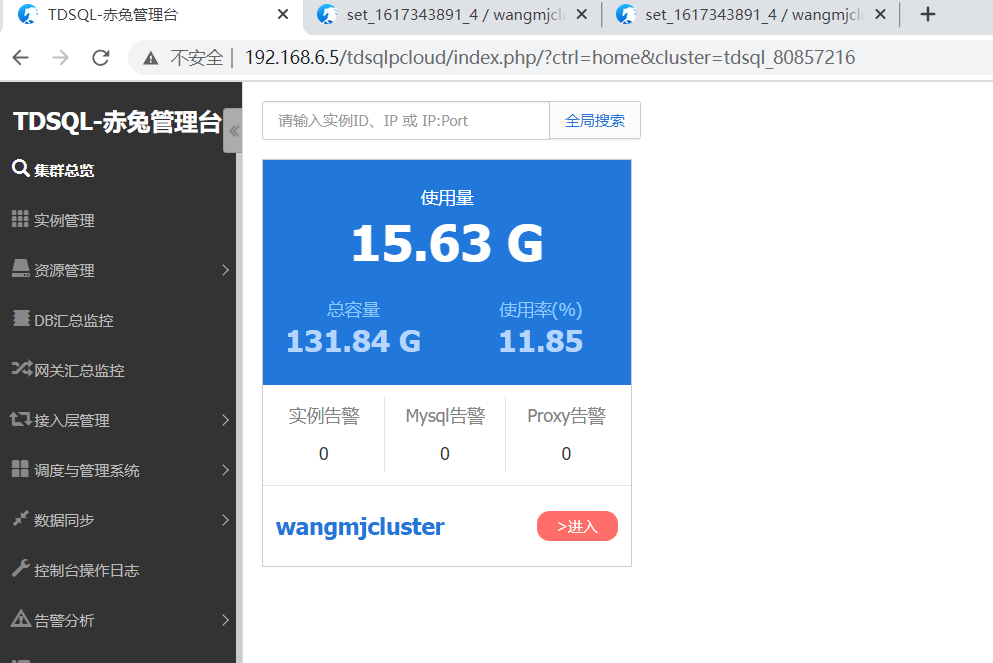 TDSQL-赤兔管理台
set_1617343891_4 / wangmjclu
set_1617343891_4 / wangmjclu
不安全
192.168.6.5/tdsqlpcloud/index.php/?ctrl=home&cluster=tdsql_80857216
TDSQL-赤兔管理台
集群总览
实例管理
资源管理
DB汇总监控
网关汇总监控
接入层管理
调度与管理系统
数据同步
控制台操作日志
告警分析
请输入实例ID、IP 或 IP:Port
全局搜索
使用量
15.63 G
总容量 使用率(%)
131.84 G 11.85
实例告警 Mysql告警 Proxy告警
0 0 0
wangmjcluster >进入